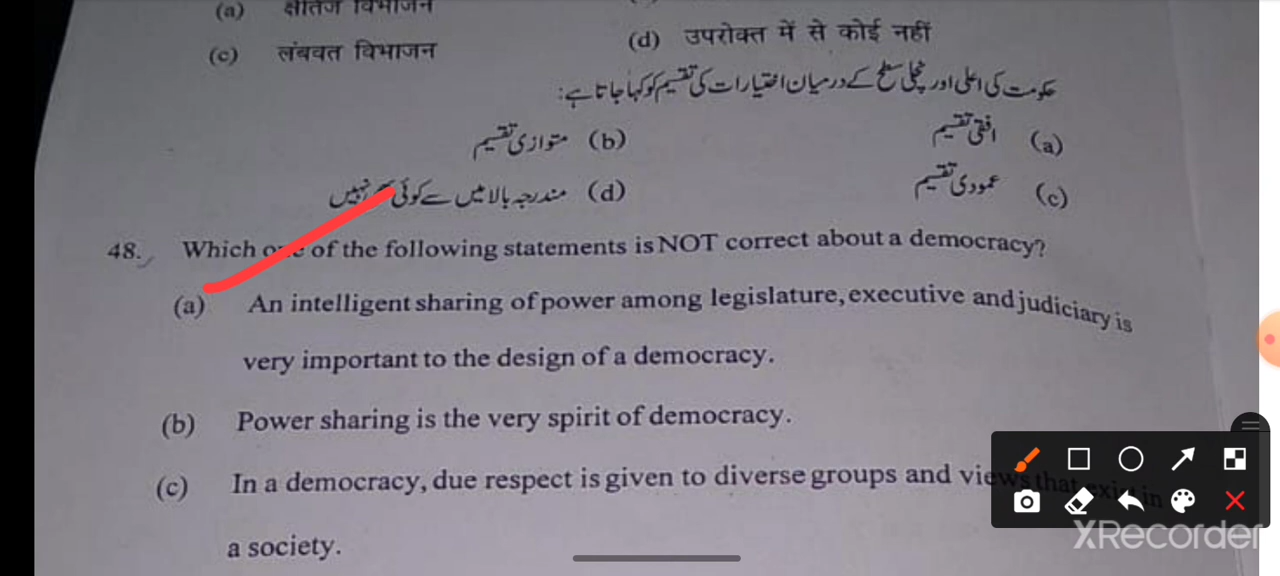 (a) क्षैतिज विभाजन
(c) लंबवत विभाजन (d) उपरोक्त में से कोई नहीं
حکومت کی اعلی اور نچلی سطح کے درمیان اختیارات کی تقسیم کو کہا جاتا ہے:
(a) افقی تقسیم (b) متوازی تقسیم
(c) عمودی تقسیم (d) مندرجہ بالا میں سے کوئی نہیں
48. Which one of the following statements is NOT correct about a democracy?
(a) An intelligent sharing of power among legislature, executive and judiciary is
very important to the design of a democracy.
(b) Power sharing is the very spirit of democracy.
(c) In a democracy, due respect is given to diverse groups and views that exist in
a society.
XRecorder